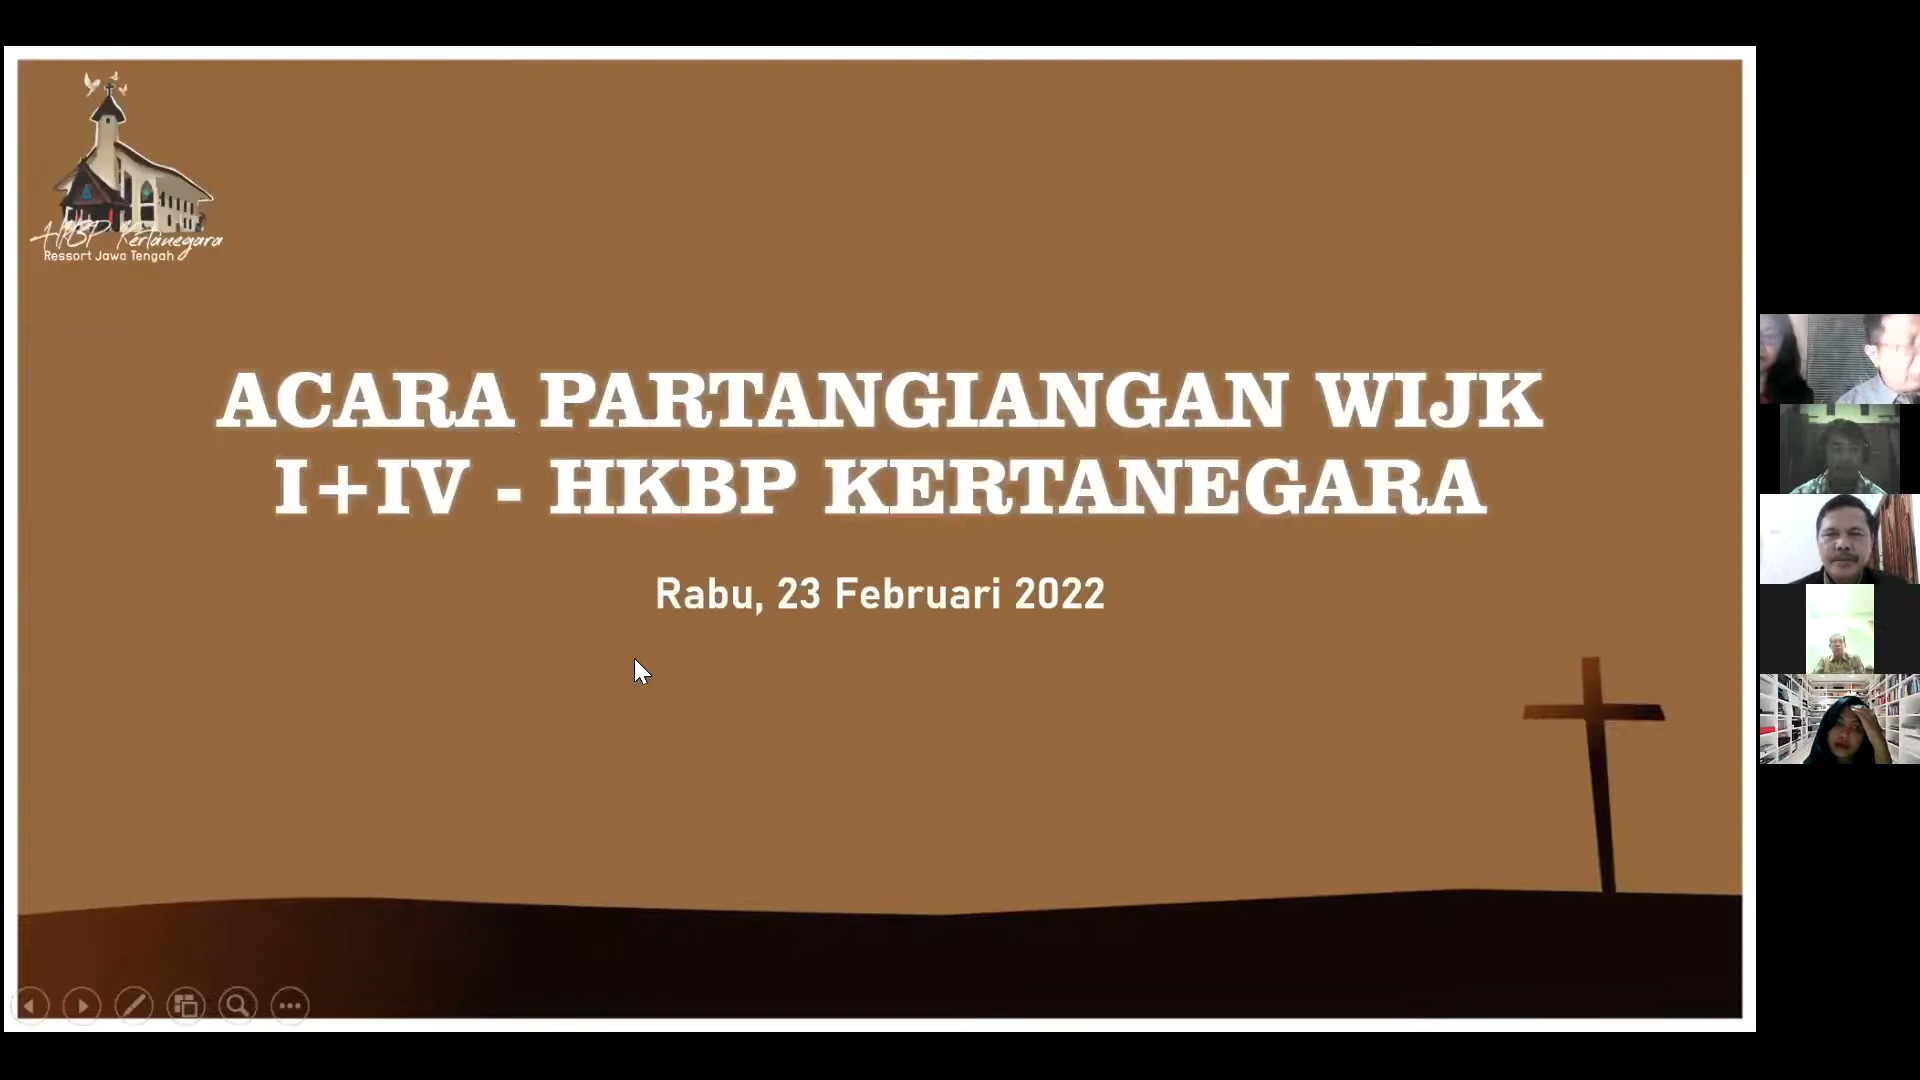 HKBP Kertanegara
Ressort Jawa Tengah
ACARA PARTANGIANGAN WIJK
I+IV - HKBP KERTANEGARA
Rabu, 23 Februari 2022